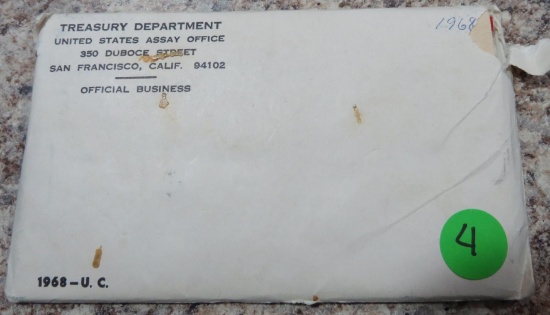 TREASURY DEPARTMENT
UNITED STATES ASSAY OFFICE
350 DUBOCE STREET
SAN FRANCISCO, CALIF. 94102
OFFICIAL BUSINESS
1968
4
1968 – U. C.